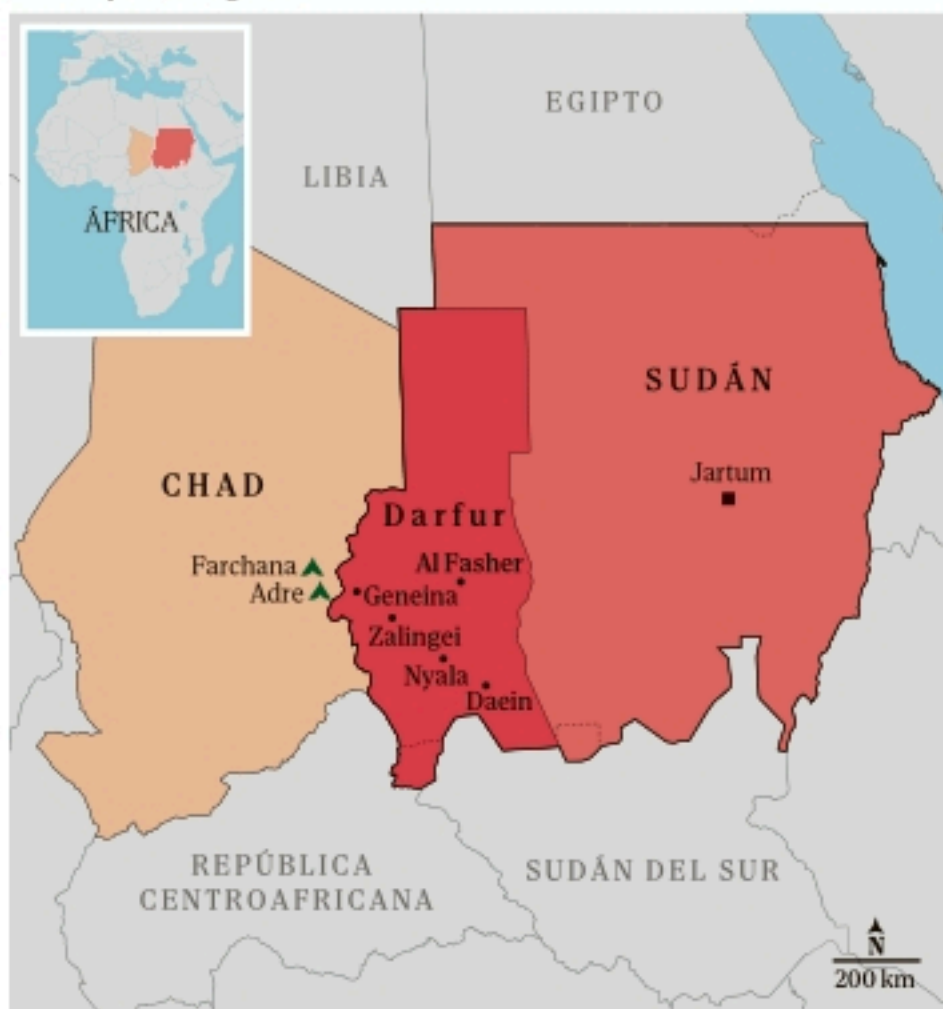 ÁFRICA
LIBIA
EGIPTO
SUDÁN
Jartum
CHAD
Darfur
Farchana
Adre
Al Fasher
Geneina
Zalingei
Nyala
Daein
REPÚBLICA
CENTROAFRICANA
SUDÁN DEL SUR
N
200 km